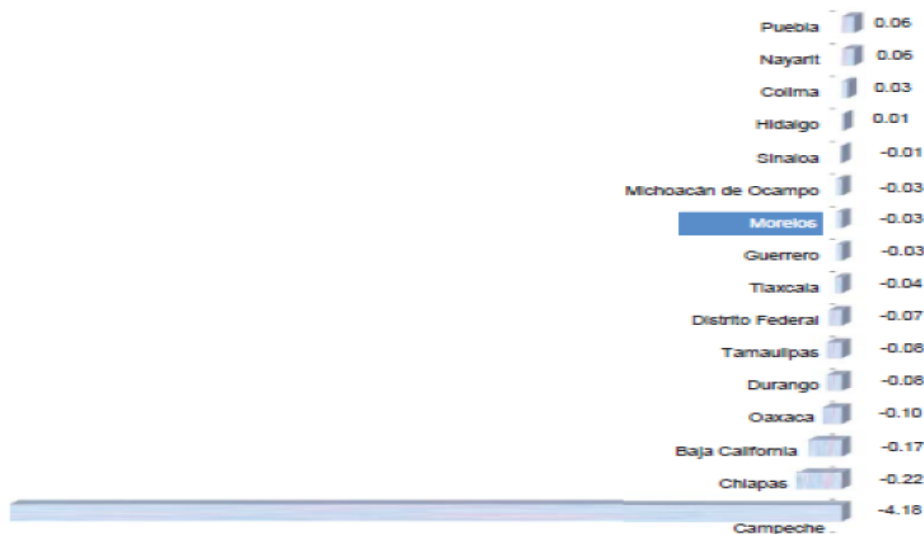 Puebla 0.06
Nayarit 0.05
Colima 0.03
Hidalgo 0.01
Sinaloa -0.01
Michoacán de Ocampo -0.03
Morelos -0.03
Guerrero -0.03
Tlaxcala -0.04
Distrito Federal -0.07
Tamaulipas -0.08
Durango -0.08
Oaxaca -0.10
Baja California -0.17
Chiapas -0.22
Campeche -4.18